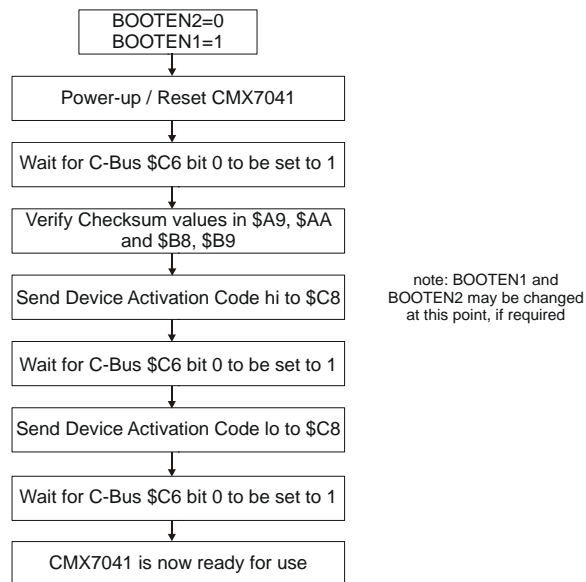 BOOTEN2=0
BOOTEN1=1
Power-up / Reset CMX7041
Wait for C-Bus $C6 bit 0 to be set to 1
Verify Checksum values in $A9, $AA
and $B8, $B9
Send Device Activation Code hi to $C8
note: BOOTEN1 and
BOOTEN2 may be changed
at this point, if required
Wait for C-Bus $C6 bit 0 to be set to 1
Send Device Activation Code lo to $C8
Wait for C-Bus $C6 bit 0 to be set to 1
CMX7041 is now ready for use